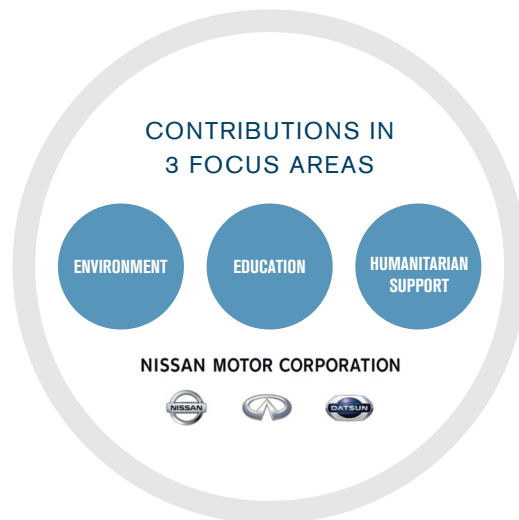 CONTRIBUTIONS IN
3 FOCUS AREAS
ENVIRONMENT
EDUCATION
HUMANITARIAN
SUPPORT
NISSAN MOTOR CORPORATION
NISSAN
DATSUN